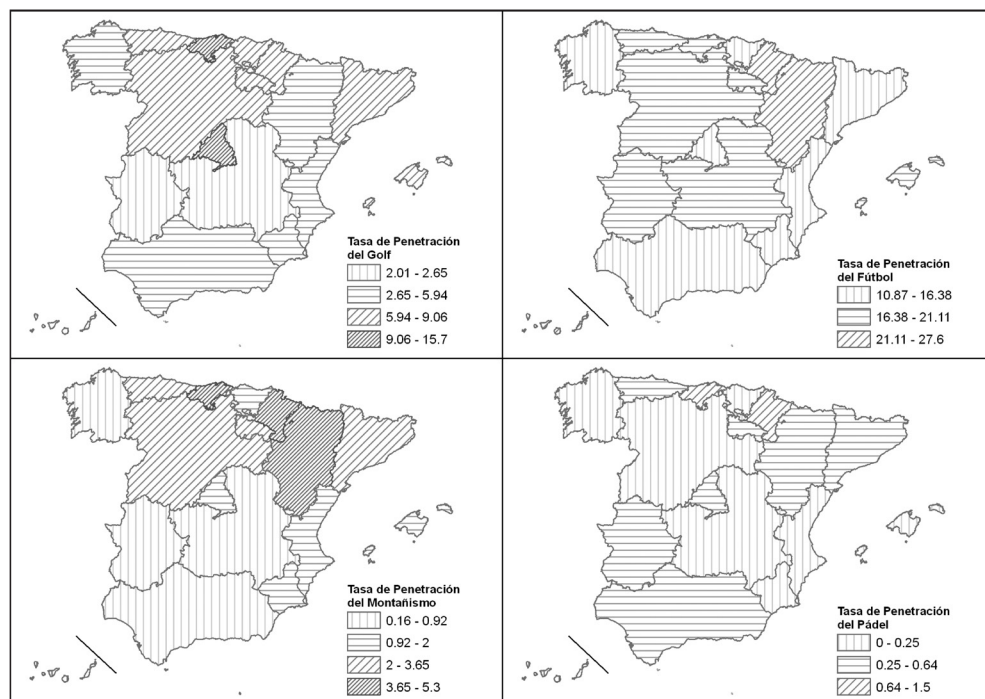 Tasa de Penetración
del Golf
2.01 - 2.65
2.65 - 5.94
5.94 - 9.06
9.06 - 15.7
Tasa de Penetración
del Fútbol
10.87 - 16.38
16.38 - 21.11
21.11 - 27.6
Tasa de Penetración
del Montañismo
0.16 - 0.92
0.92 - 2
2 - 3.65
3.65 - 5.3
Tasa de Penetración
del Pádel
0 - 0.25
0.25 - 0.64
0.64 - 1.5